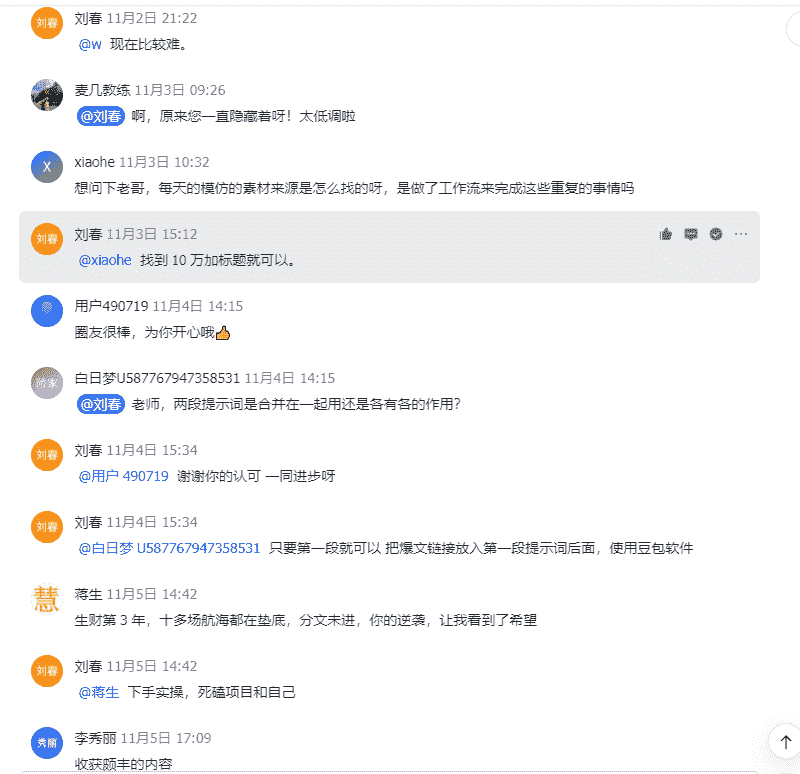 刘春
刘春 11月2日 21:22
@w 现在比较难。
麦几教练 11月3日 09:26
@刘春 啊，原来您一直隐藏着呀！太低调啦
X
xiaohe 11月3日 10:32
想问下老哥，每天的模仿的素材来源是怎么找的呀，是做了工作流来完成这些重复的事情吗
刘春
刘春 11月3日 15:12
@xiaohe 找到 10 万加标题就可以。
用户490719 11月4日 14:15
圈友很棒，为你开心哦👍
白日梦U587767947358531 11月4日 14:15
@刘春 老师，两段提示词是合并在一起用还是各有各的作用？
刘春
刘春 11月4日 15:34
@用户 490719 谢谢你的认可 一同进步呀
刘春
刘春 11月4日 15:34
@白日梦 U587767947358531 只要第一段就可以 把爆文链接放入第一段提示词后面，使用豆包软件
慧
蒋生 11月5日 14:42
生财第 3 年，十多场航海都在垫底，分文未进，你的逆袭，让我看到了希望
刘春
刘春 11月5日 14:42
@蒋生 下手实操，死磕项目和自己
秀丽
李秀丽 11月5日 17:09
收获颇丰的内容